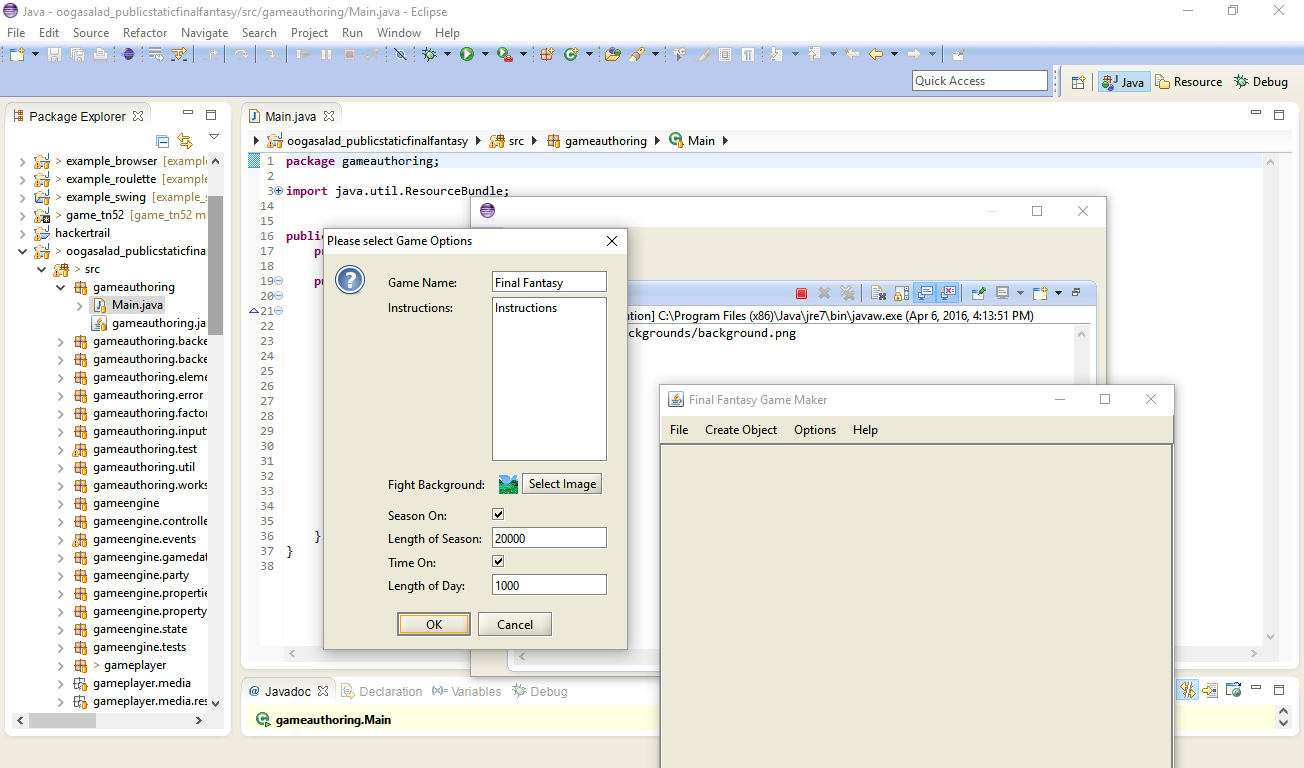 Java - oogasalad_publicstaticfinalfantasy/src/gameauthoring/Main.java - Eclipse
File Edit Source Refactor Navigate Search Project Run Window Help
Quick Access
Java Resource Debug
Package Explorer
> example_browser [example
> example_roulette [example
> example_swing [example_s
> game_tn52 [game_tn52 m
hackertrail
> oogasalad_publicstaticfina
> src
gameauthoring
Main.java
gameauthoring.ja
gameauthoring.backe
gameauthoring.backe
gameauthoring.eleme
gameauthoring.error
gameauthoring.factor
gameauthoring.input
gameauthoring.test
gameauthoring.util
gameauthoring.works
gameengine
gameengine.controlle
gameengine.events
gameengine.gamedat
gameengine.party
gameengine.propertie
gameengine.property
gameengine.state
gameengine.tests
> gameplayer
gameplayer.media
gameplayer.media.res
Main.java
oogasalad_publicstaticfinalfantasy src gameauthoring Main
1 package gameauthoring;
2
3 import java.util.ResourceBundle;
14
15
16 publi
17 p
18
19 pu
20
21
22
23
24
25
26
27
28
29
30
31
32
33
34
35
36 }
37 }
38
tion] C:\Program Files (x86)\Java\jre7\bin\javaw.exe (Apr 6, 2016, 4:13:51 PM)
ckgrounds/background.png
Please select Game Options
Game Name: Final Fantasy
Instructions: Instructions
Fight Background: Select Image
Season On:
Length of Season: 20000
Time On:
Length of Day: 1000
OK Cancel
Final Fantasy Game Maker
File Create Object Options Help
@ Javadoc Declaration (x)= Variables Debug
gameauthoring.Main